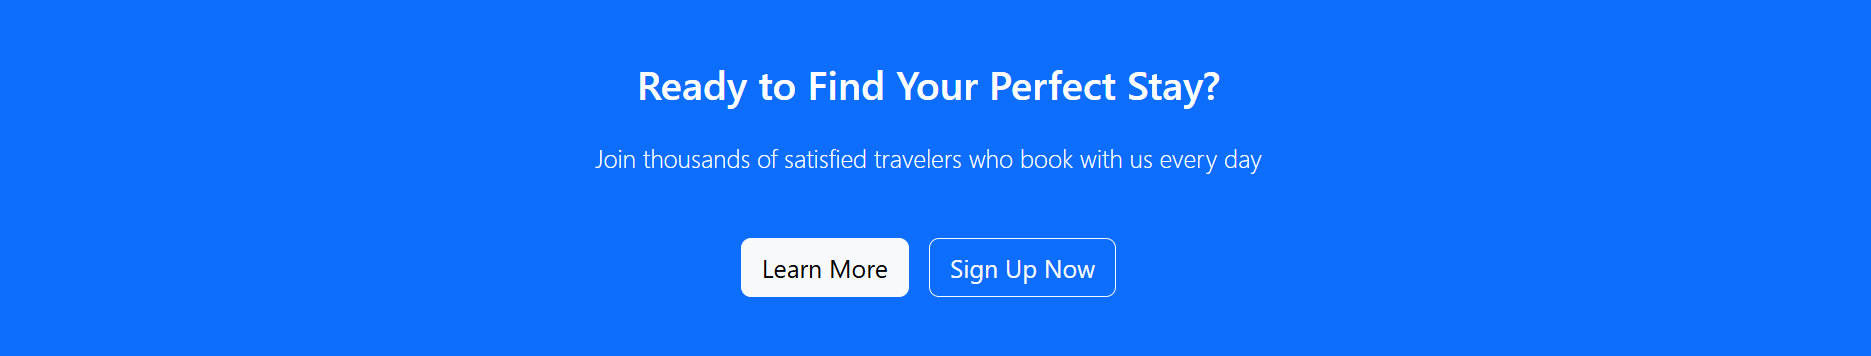 Ready to Find Your Perfect Stay?
Join thousands of satisfied travelers who book with us every day
Learn More
Sign Up Now